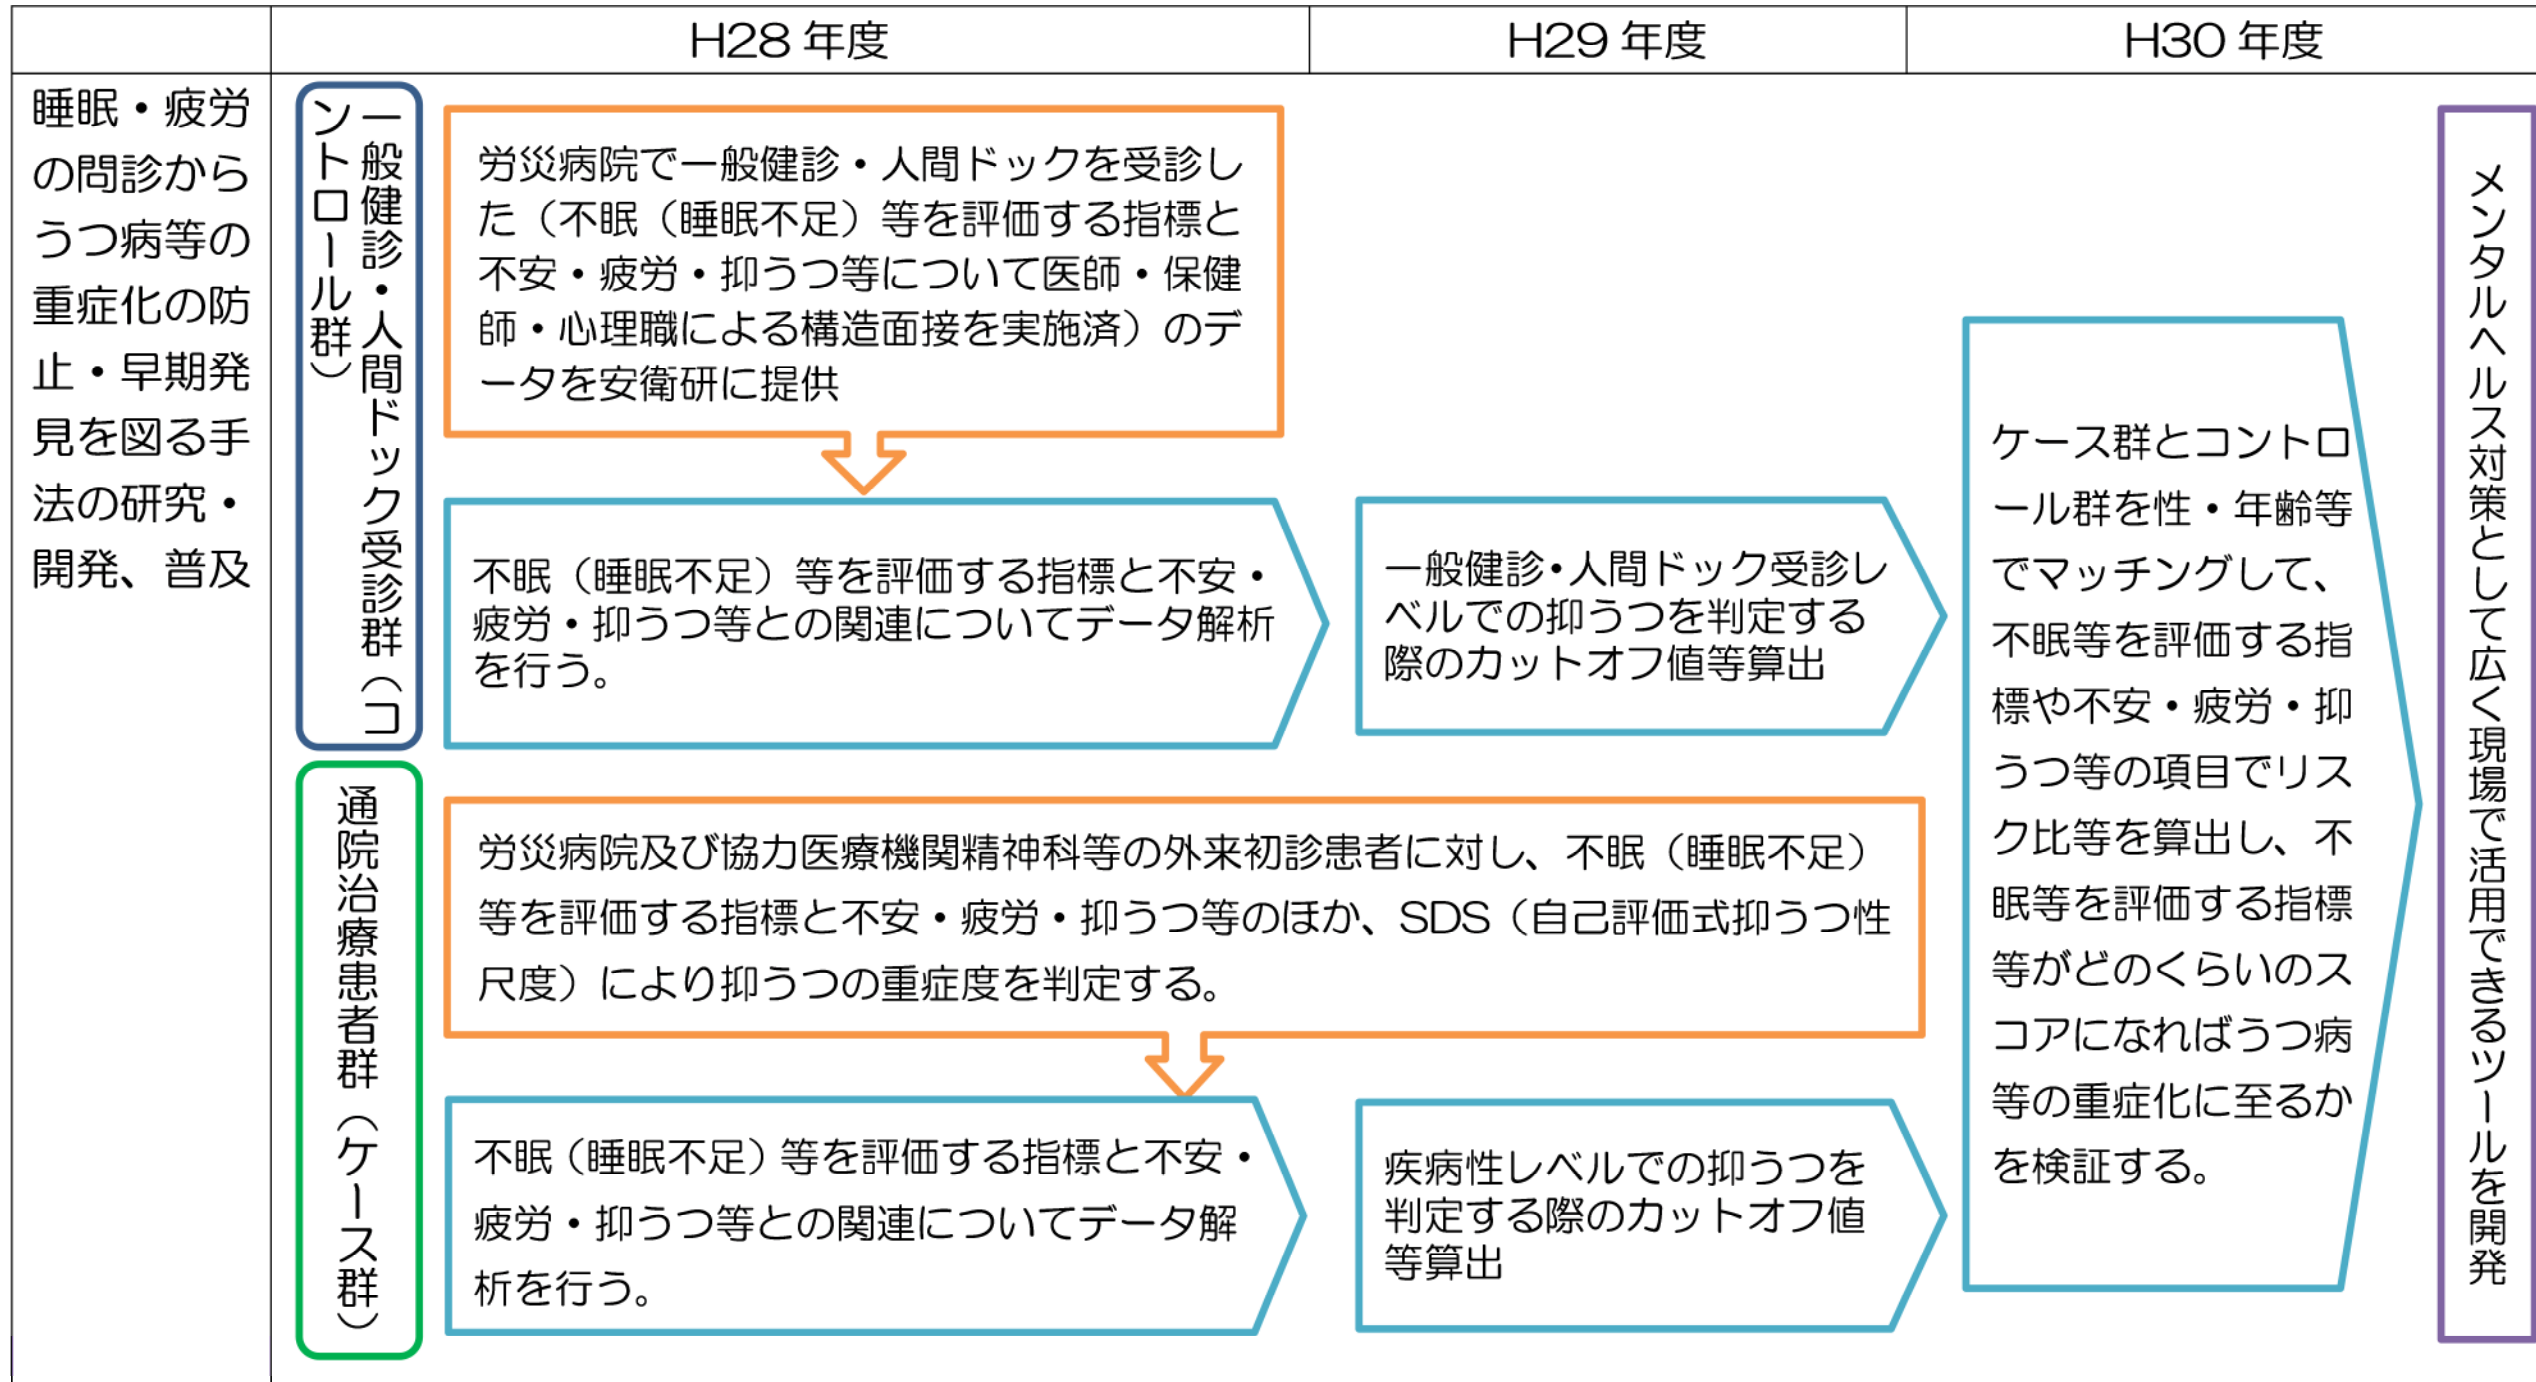 H28 年度
H29 年度
H30 年度
睡眠・疲労
の問診から
うつ病等の
重症化の防
止・早期発
見を図る手
法の研究・
開発、普及
一般健診・人間ドック受診群（コ
ントロール群）
労災病院で一般健診・人間ドックを受診し
た（不眠（睡眠不足）等を評価する指標と
不安・疲労・抑うつ等について医師・保健
師・心理職による構造面接を実施済）のデ
ータを安衛研に提供
不眠（睡眠不足）等を評価する指標と不安・
疲労・抑うつ等との関連についてデータ解析
を行う。
一般健診・人間ドック受診レ
ベルでの抑うつを判定する
際のカットオフ値等算出
通院治療患者群（ケース群）
労災病院及び協力医療機関精神科等の外来初診患者に対し、不眠（睡眠不足）
等を評価する指標と不安・疲労・抑うつ等のほか、SDS（自己評価式抑うつ性
尺度）により抑うつの重症度を判定する。
不眠（睡眠不足）等を評価する指標と不安・
疲労・抑うつ等との関連についてデータ解
析を行う。
疾病性レベルでの抑うつを
判定する際のカットオフ値
等算出
ケース群とコントロ
ール群を性・年齢等
でマッチングして、
不眠等を評価する指
標や不安・疲労・抑
うつ等の項目でリス
ク比等を算出し、不
眠等を評価する指標
等がどのくらいのス
コアになればうつ病
等の重症化に至るか
を検証する。
メンタルヘルス対策として広く現場で活用できるツールを開発